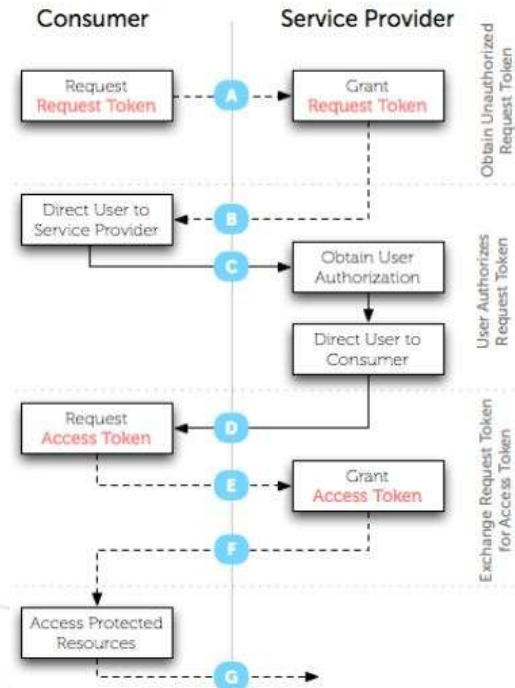 Consumer
Service Provider
Request
Request Token
A
Grant
Request Token
Obtain Unauthorized
Request Token
Direct User to
Service Provider
B
C
Obtain User
Authorization
Direct User to
Consumer
User Authorizes
Request Token
Request
Access Token
D
E
Grant
Access Token
F
Exchange Request Token
for Access Token
Access Protected
Resources
G